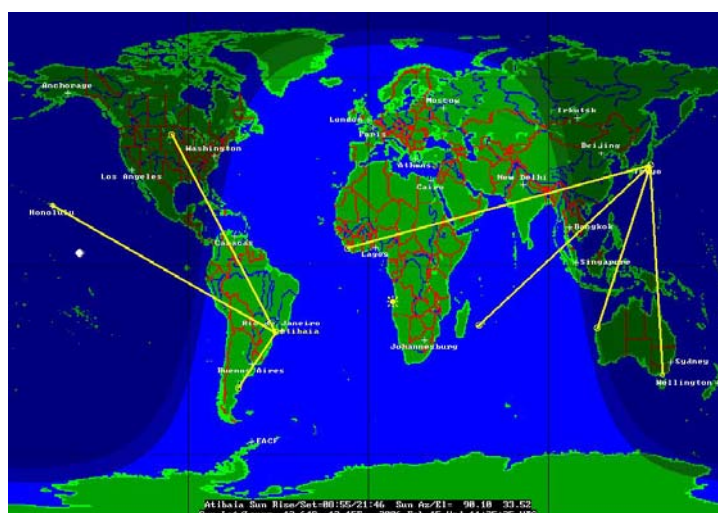 Anchorage
Moscow
London
Irkutsk
Paris
Washington
Beijing
Athens
Los Angeles
Cairo
New Delhi
Tokyo
Honolulu
Bangkok
Caracas
Lagos
Singapore
Rio Janeiro
Atibaia
Johannesburg
Buenos Aires
Sydney
Wellington
EACF
Atibaia Sun Rise/Set=08:55/21:46 Sun Az/El= 90.10 33.52